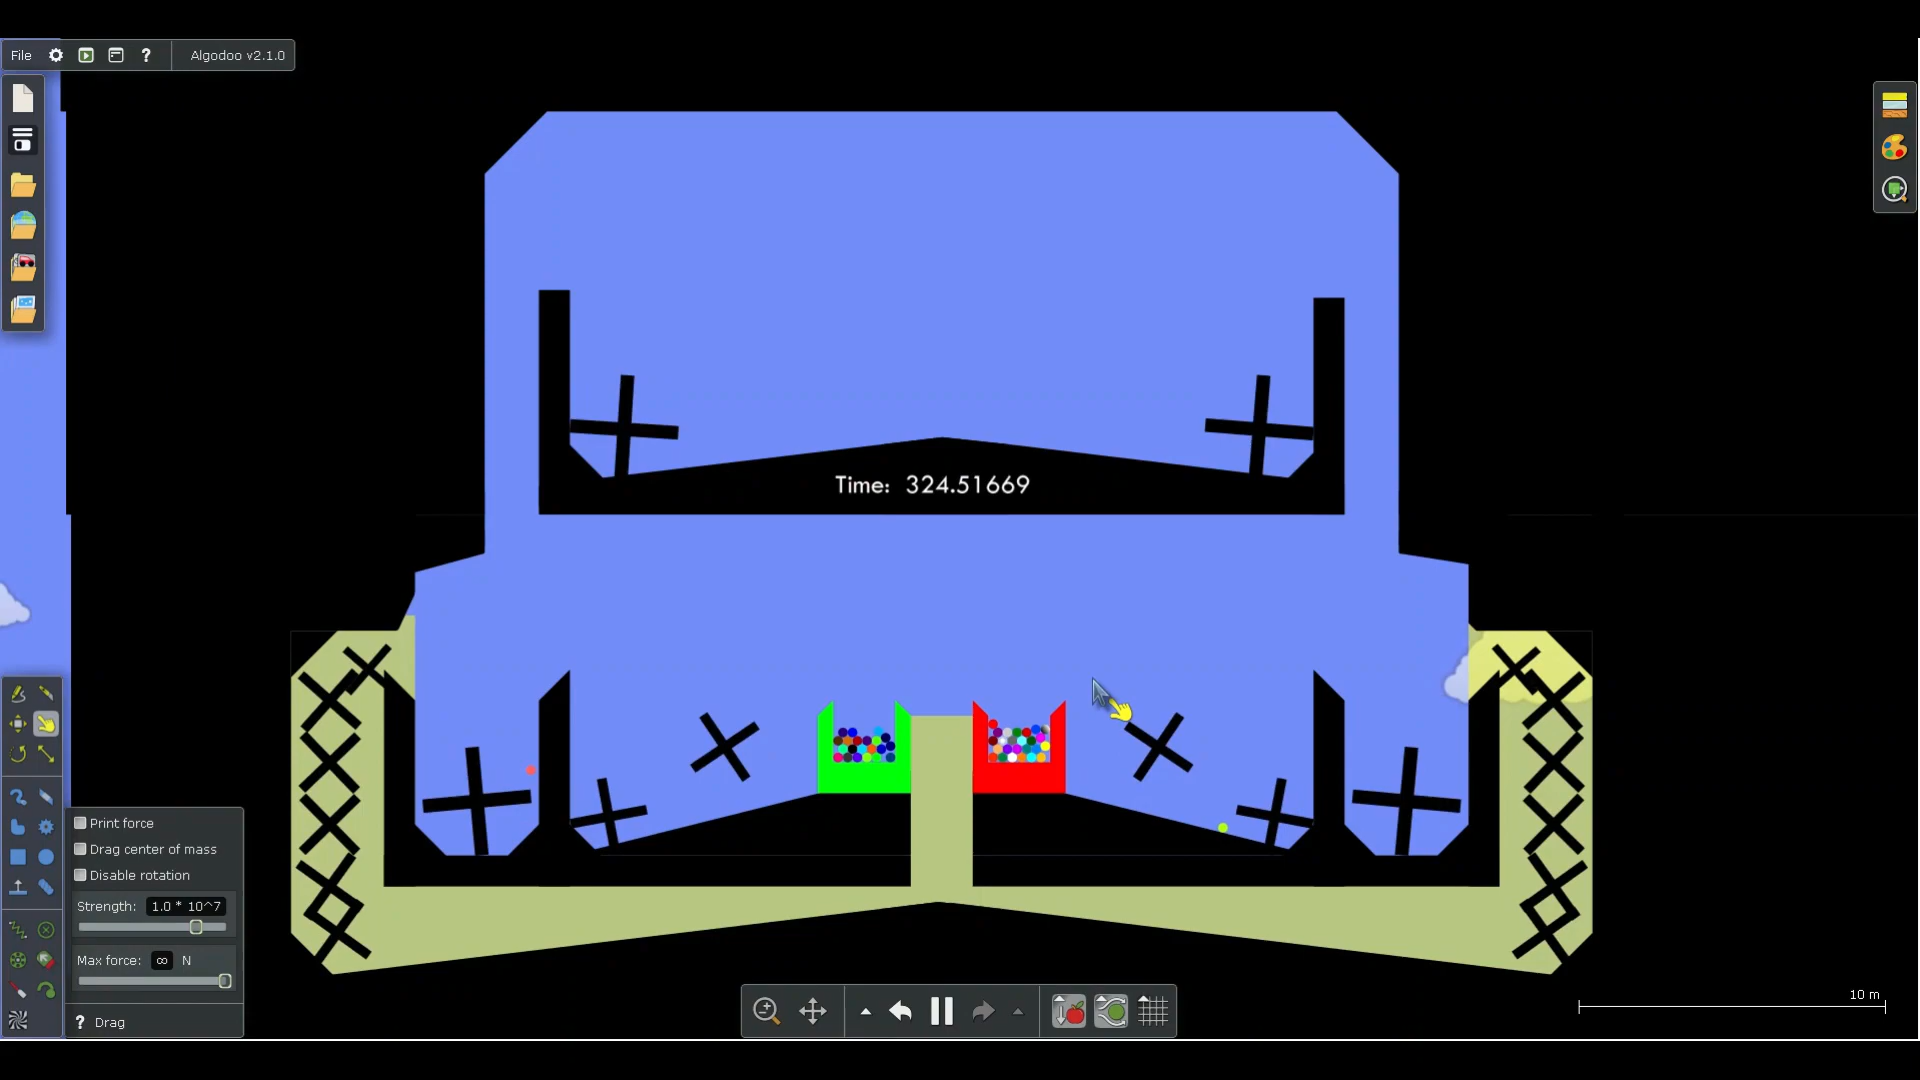 File ? Algodoo v2.1.0
Time: 324.51669
Print force
Drag center of mass
Disable rotation
Strength: 1.0 * 10^7
Max force: ∞ N
? Drag
10 m